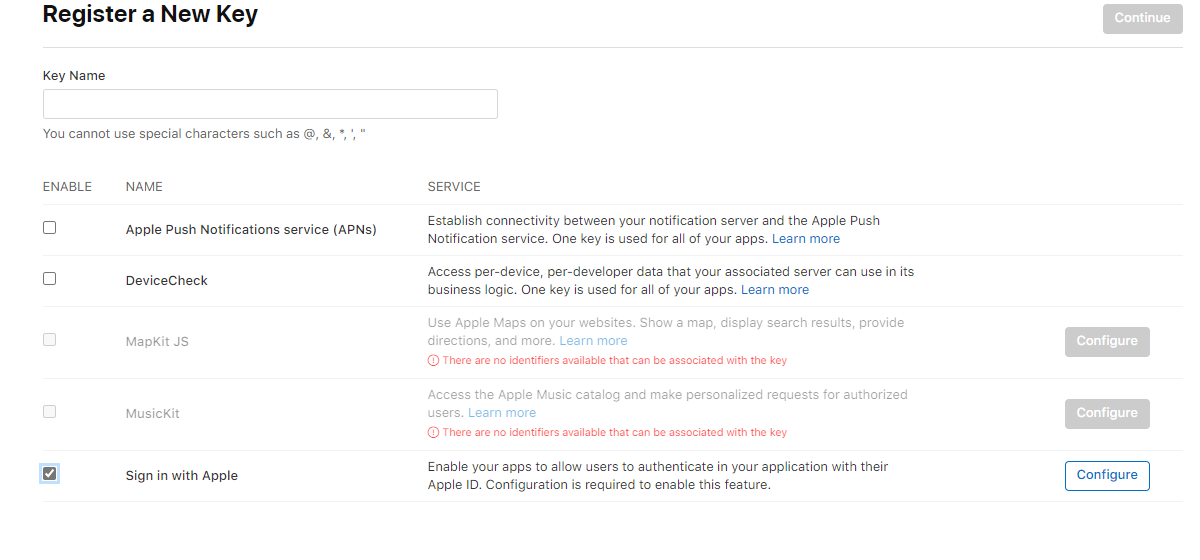 Register a New Key
Continue
Key Name
You cannot use special characters such as @, &, *, ', "
ENABLE NAME SERVICE
Apple Push Notifications service (APNs)
Establish connectivity between your notification server and the Apple Push
Notification service. One key is used for all of your apps. Learn more
DeviceCheck
Access per-device, per-developer data that your associated server can use in its
business logic. One key is used for all of your apps. Learn more
MapKit JS
Use Apple Maps on your websites. Show a map, display search results, provide
directions, and more. Learn more
There are no identifiers available that can be associated with the key
Configure
MusicKit
Access the Apple Music catalog and make personalized requests for authorized
users. Learn more
There are no identifiers available that can be associated with the key
Configure
Sign in with Apple
Enable your apps to allow users to authenticate in your application with their
Apple ID. Configuration is required to enable this feature.
Configure